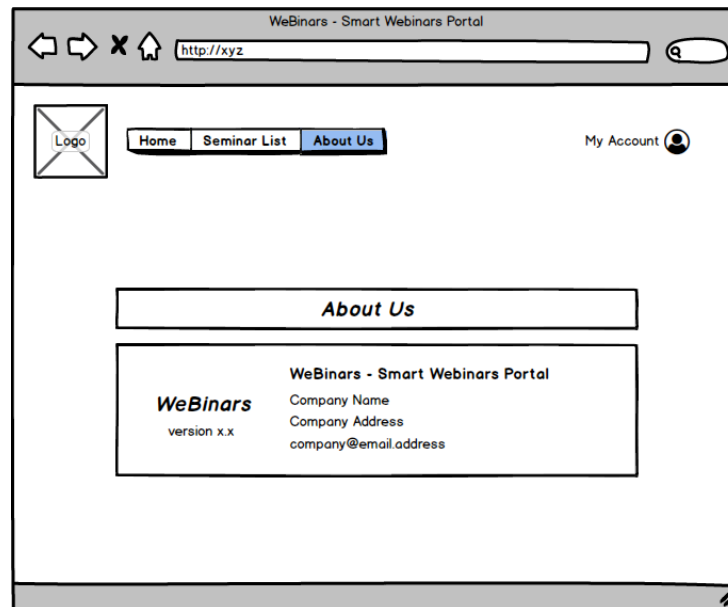 WeBinars - Smart Webinars Portal
http://xyz
Logo
Home Seminar List About Us
My Account
About Us
WeBinars
version x.x
WeBinars - Smart Webinars Portal
Company Name
Company Address
company@email.address